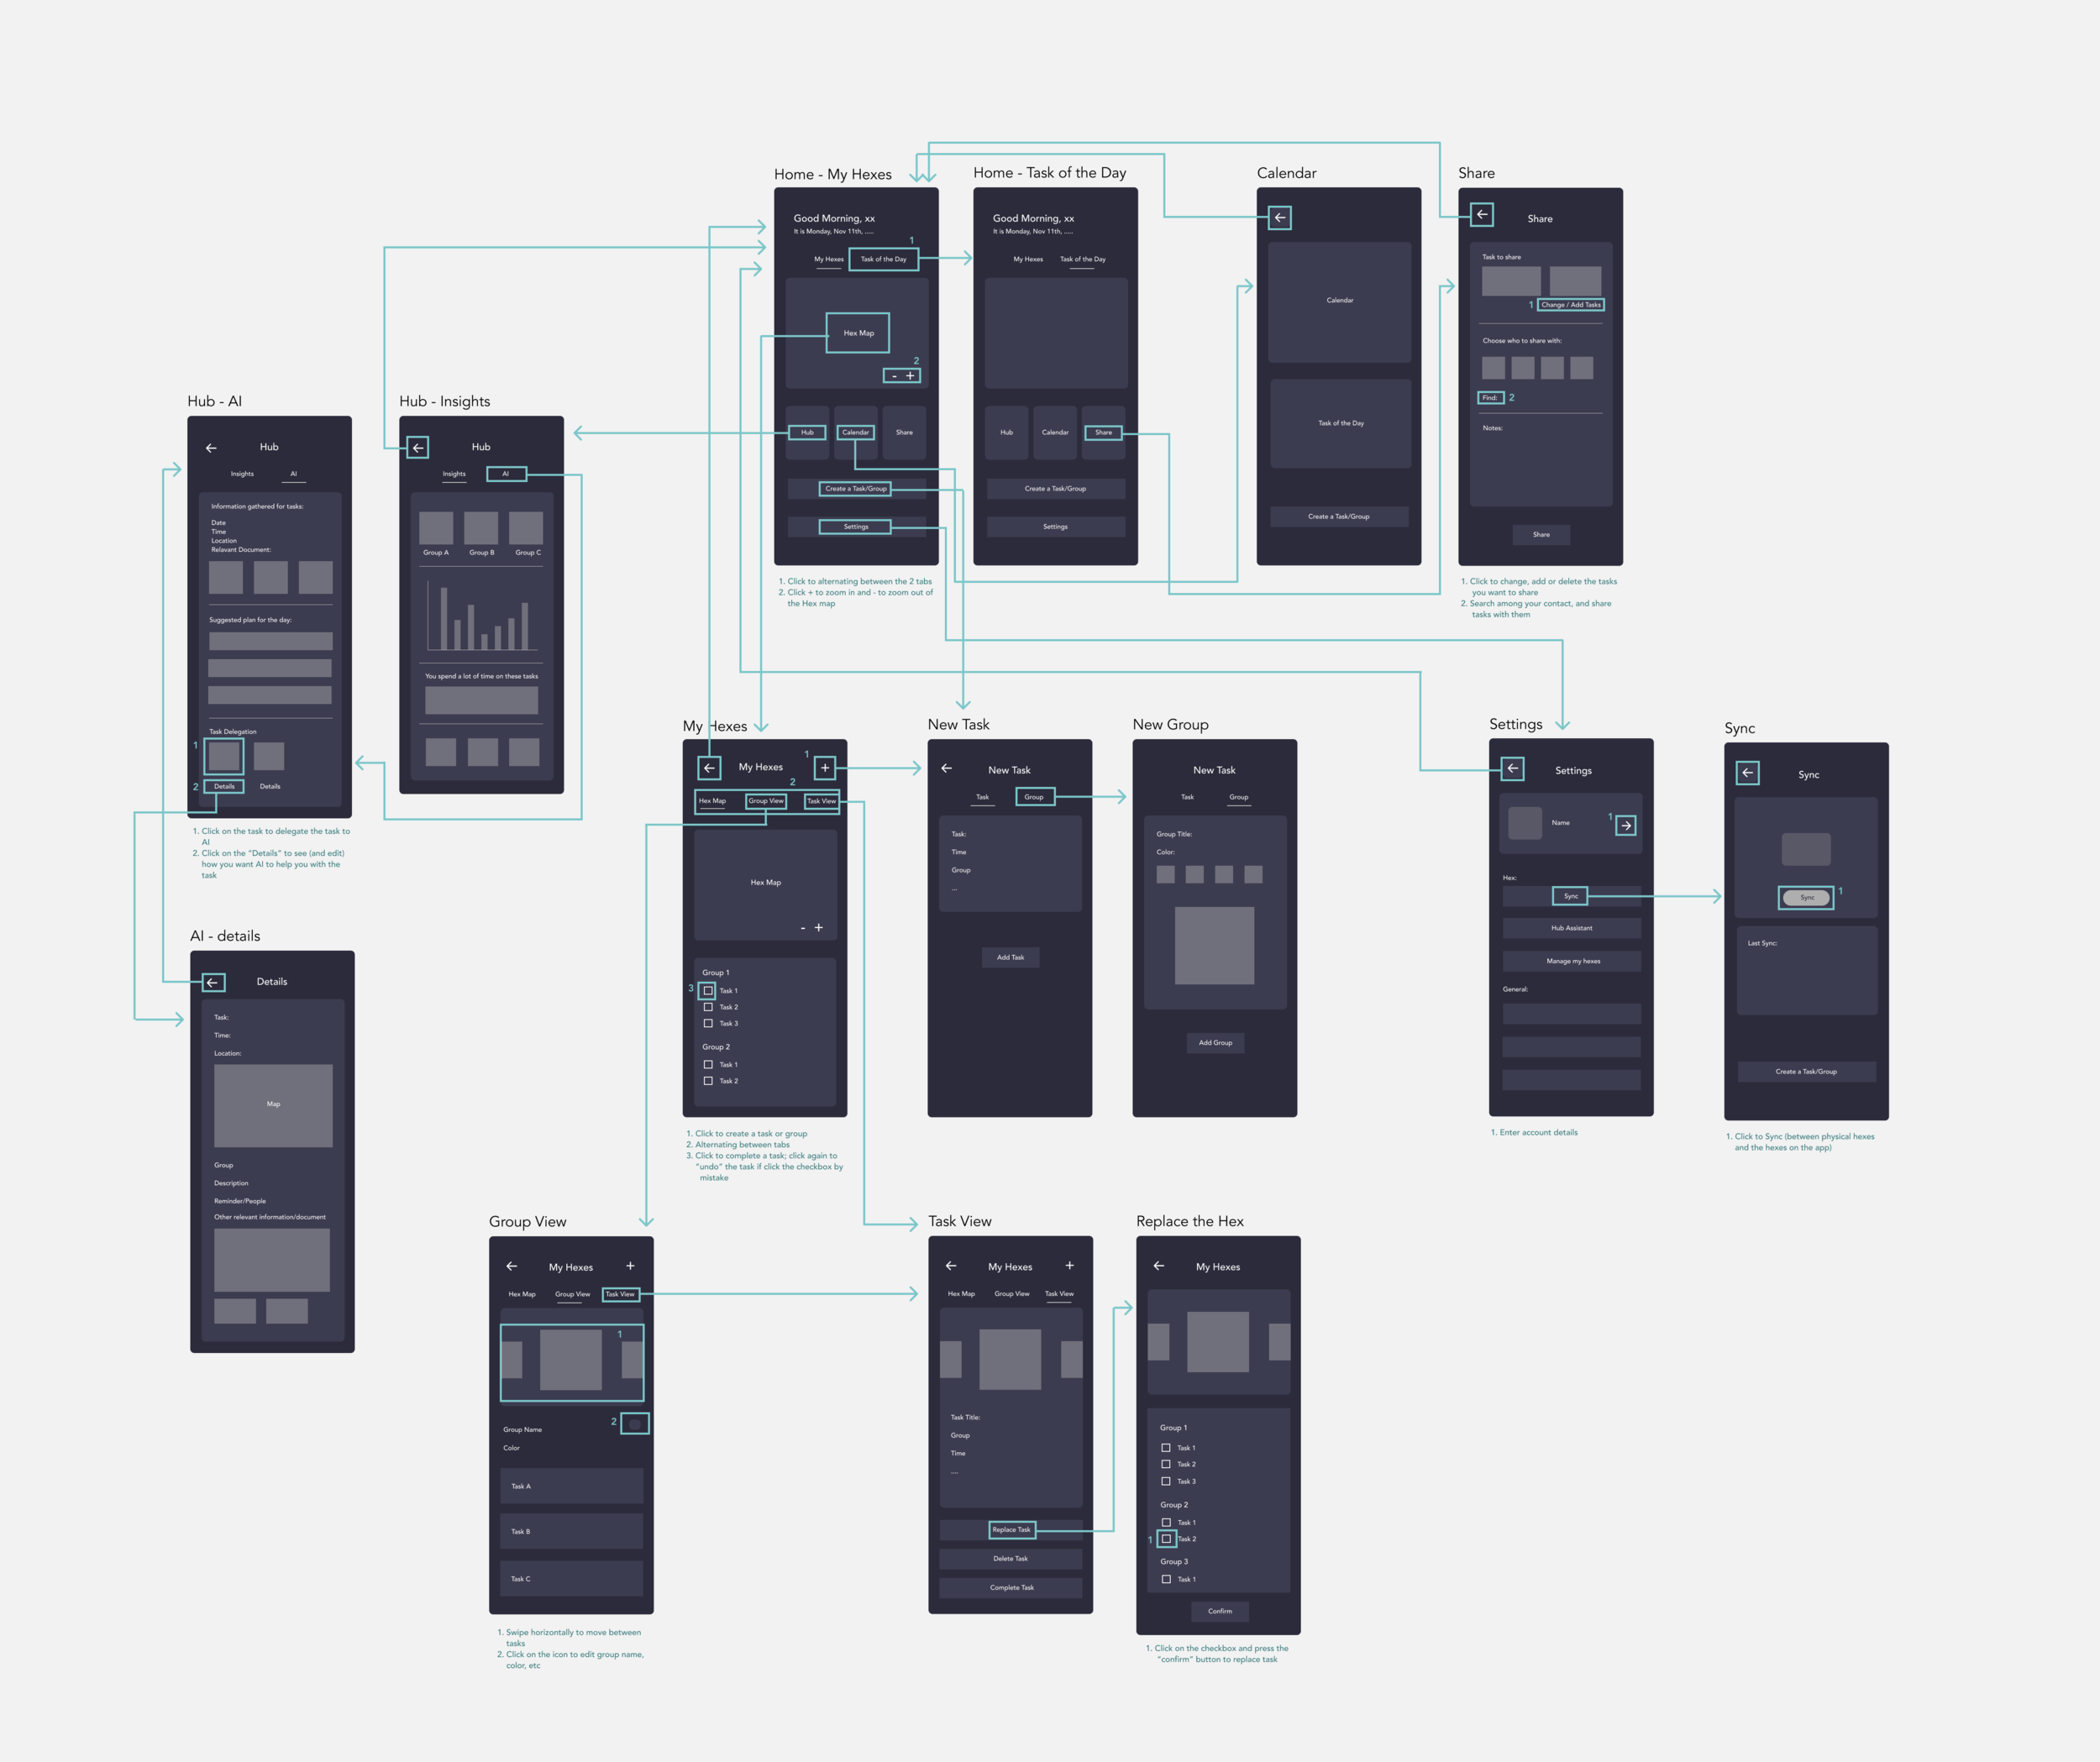 Home - My Hexes
Good Morning, xx
It is Monday, Nov 11th, .....
1
My Hexes
Task of the Day
Hex Map
2
- +
Hub
Calendar
Share
Create a Task/Group
Settings
1. Click to alternating between the 2 tabs
2. Click + to zoom in and - to zoom out of
the Hex map
Home - Task of the Day
Good Morning, xx
It is Monday, Nov 11th, .....
My Hexes
Task of the Day
Hub
Calendar
Share
Create a Task/Group
Settings
Calendar
Calendar
Task of the Day
Create a Task/Group
Share
Share
Task to share
1
Change / Add Tasks
Choose who to share with:
Find:
2
Notes:
Share
1. Click to change, add or delete the tasks
you want to share
2. Search among your contact, and share
tasks with them
Hub - AI
Hub
Insights
AI
Information gathered for tasks:
Date
Time
Location
Relavant Document:
Suggested plan for the day:
Task Delegation
1
2
Details
Details
1. Click on the task to delegate the task to
AI
2. Click on the "Details" to see (and edit)
how you want AI to help you with the
task
Hub - Insights
Hub
Insights
AI
Group A
Group B
Group C
You spend a lot of time on these tasks
My Hexes
My Hexes
1
+
2
Hex Map
Group View
Task View
Hex Map
- +
Group 1
3
Task 1
Task 2
Task 3
Group 2
Task 1
Task 2
1. Click to create a task or group
2. Alternating between tabs
3. Click to complete a task; click again to
"undo" the task if click the checkbox by
mistake
New Task
New Task
Task
Group
Task:
Time
Group
...
Add Task
New Group
New Task
Task
Group
Group Title:
Color:
Add Group
Settings
Settings
Name
1
Hex:
Sync
Hub Assistant
Manage my hexes
General:
1. Enter account details
Sync
Sync
Sync
1
Last Sync:
Create a Task/Group
1. Click to Sync (between physical hexes
and the hexes on the app)
AI - details
Details
Task:
Time:
Location:
Map
Group
Description
Reminder/People
Other relevant information/document
Group View
My Hexes
+
Hex Map
Group View
Task View
1
2
Group Name
Color
Task A
Task B
Task C
1. Swipe horizontally to move between
tasks
2. Click on the icon to edit group name,
color, etc
Task View
My Hexes
+
Hex Map
Group View
Task View
Task Title:
Group
Time
....
Replace Task
Delete Task
Complete Task
Replace the Hex
My Hexes
Group 1
Task 1
Task 2
Task 3
Group 2
Task 1
1
Task 2
Group 3
Task 1
Confirm
1. Click on the checkbox and press the
"confirm" button to replace task